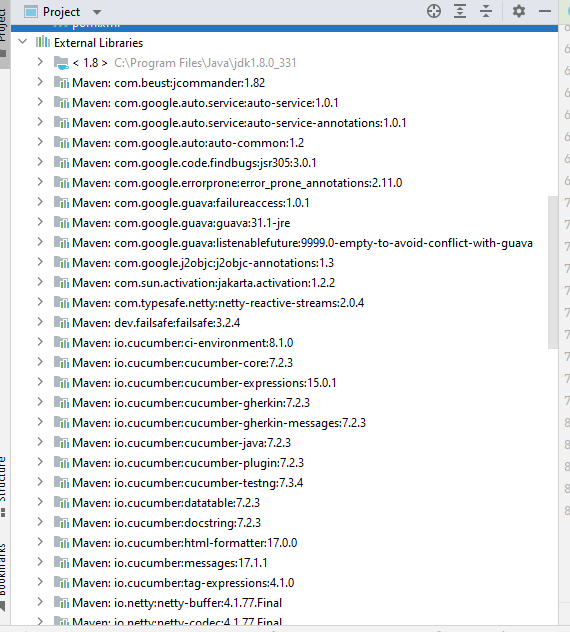 Project
Project
External Libraries
< 1.8 > C:\Program Files\Java\jdk1.8.0_331
Maven: com.beust:jcommander:1.82
Maven: com.google.auto.service:auto-service:1.0.1
Maven: com.google.auto.service:auto-service-annotations:1.0.1
Maven: com.google.auto:auto-common:1.2
Maven: com.google.code.findbugs:jsr305:3.0.1
Maven: com.google.errorprone:error_prone_annotations:2.11.0
Maven: com.google.guava:failureaccess:1.0.1
Maven: com.google.guava:guava:31.1-jre
Maven: com.google.guava:listenablefuture:9999.0-empty-to-avoid-conflict-with-guava
Maven: com.google.j2objc:j2objc-annotations:1.3
Maven: com.sun.activation:jakarta.activation:1.2.2
Maven: com.typesafe.netty:netty-reactive-streams:2.0.4
Maven: dev.failsafe:failsafe:3.2.4
Maven: io.cucumber:ci-environment:8.1.0
Maven: io.cucumber:cucumber-core:7.2.3
Maven: io.cucumber:cucumber-expressions:15.0.1
Maven: io.cucumber:cucumber-gherkin:7.2.3
Maven: io.cucumber:cucumber-gherkin-messages:7.2.3
Maven: io.cucumber:cucumber-java:7.2.3
Maven: io.cucumber:cucumber-plugin:7.2.3
Maven: io.cucumber:cucumber-testng:7.3.4
Maven: io.cucumber:datatable:7.2.3
Maven: io.cucumber:docstring:7.2.3
Maven: io.cucumber:html-formatter:17.0.0
Maven: io.cucumber:messages:17.1.1
Maven: io.cucumber:tag-expressions:4.1.0
Maven: io.netty:netty-buffer:4.1.77.Final
Maven: io.netty:netty-codec:4.1.77.Final